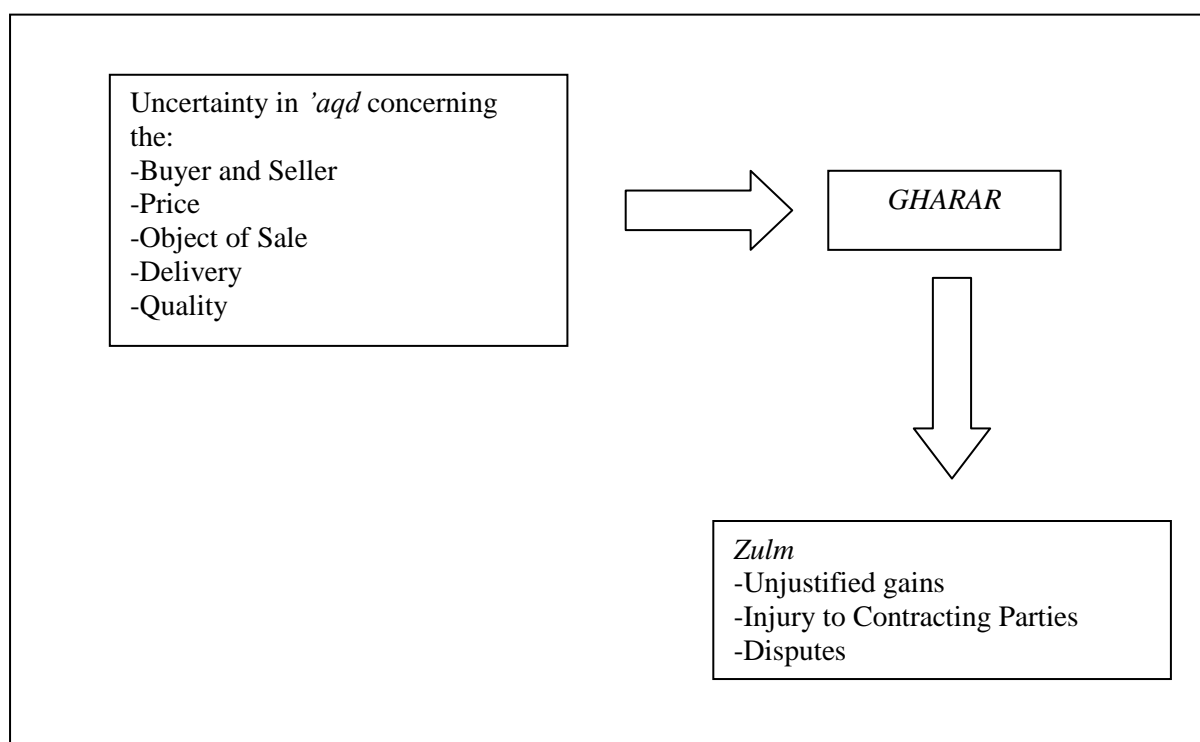 Uncertainty in ’aqd concerning
the:
-Buyer and Seller
-Price
-Object of Sale
-Delivery
-Quality
GHARAR
Zulm
-Unjustified gains
-Injury to Contracting Parties
-Disputes